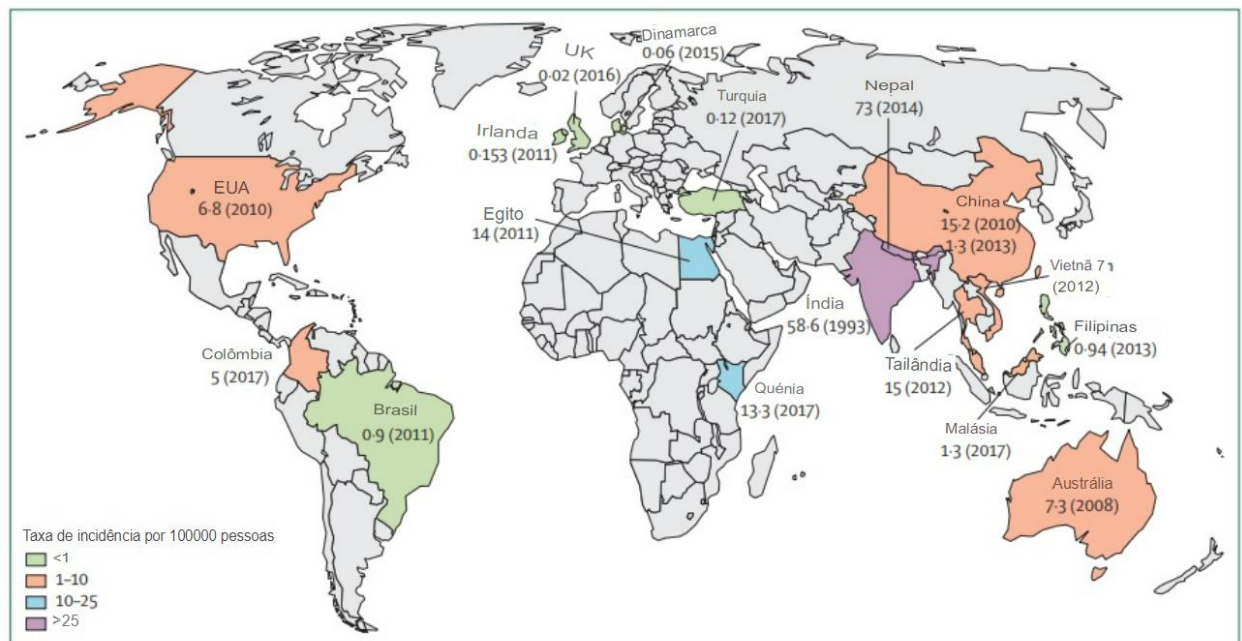 Dinamarca
0·06 (2015)
UK
0·02 (2016)
Nepal
73 (2014)
Turquia
0·12 (2017)
Irlanda
0·153 (2011)
EUA
6·8 (2010)
China
15·2 (2010)
1·3 (2013)
Egito
14 (2011)
Vietnã 7
(2012)
Índia
58·6 (1993)
Filipinas
0·94 (2013)
Colômbia
5 (2017)
Tailândia
15 (2012)
Quénia
13·3 (2017)
Brasil
0·9 (2011)
Malásia
1·3 (2017)
Austrália
7·3 (2008)
Taxa de incidência por 100000 pessoas
<1
1–10
10–25
>25